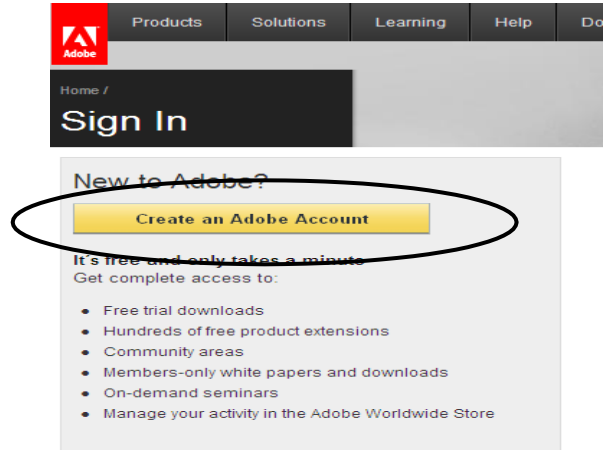 Products Solutions Learning Help Do
Adobe
Home /
Sign In
New to Adobe?
Create an Adobe Account
It's free and only takes a minute
Get complete access to:
• Free trial downloads
• Hundreds of free product extensions
• Community areas
• Members-only white papers and downloads
• On-demand seminars
• Manage your activity in the Adobe Worldwide Store